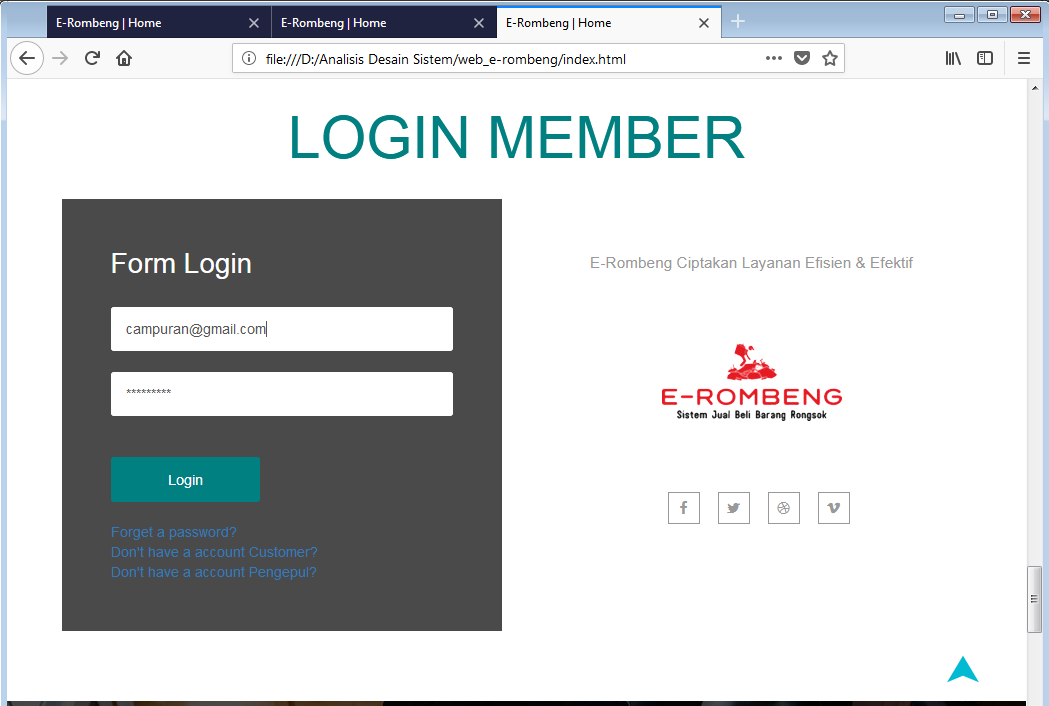 E-Rombeng | Home
E-Rombeng | Home
E-Rombeng | Home
file:///D:/Analisis Desain Sistem/web_e-rombeng/index.html
LOGIN MEMBER
Form Login
campuran@gmail.com
*********
Login
Forget a password?
Don't have a account Customer?
Don't have a account Pengepul?
E-Rombeng Ciptakan Layanan Efisien & Efektif
E-ROMBENG
Sistem Jual Beli Barang Rongsok